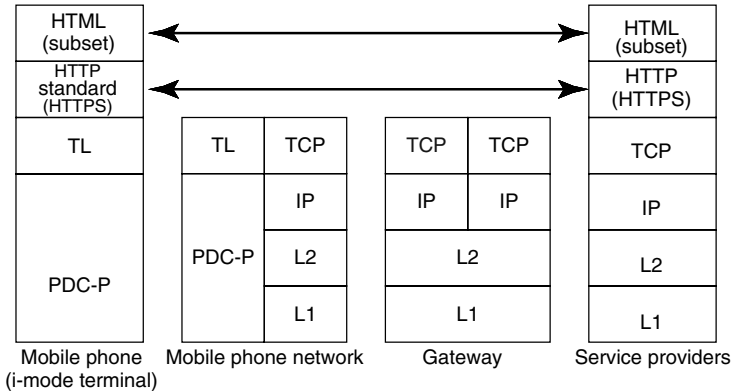 HTML
(subset)
HTTP
standard
(HTTPS)
TL
PDC-P
Mobile phone
(i-mode terminal)
TL
TCP
PDC-P
IP
L2
L1
Mobile phone network
TCP
TCP
IP
IP
L2
L1
Gateway
HTML
(subset)
HTTP
(HTTPS)
TCP
IP
L2
L1
Service providers